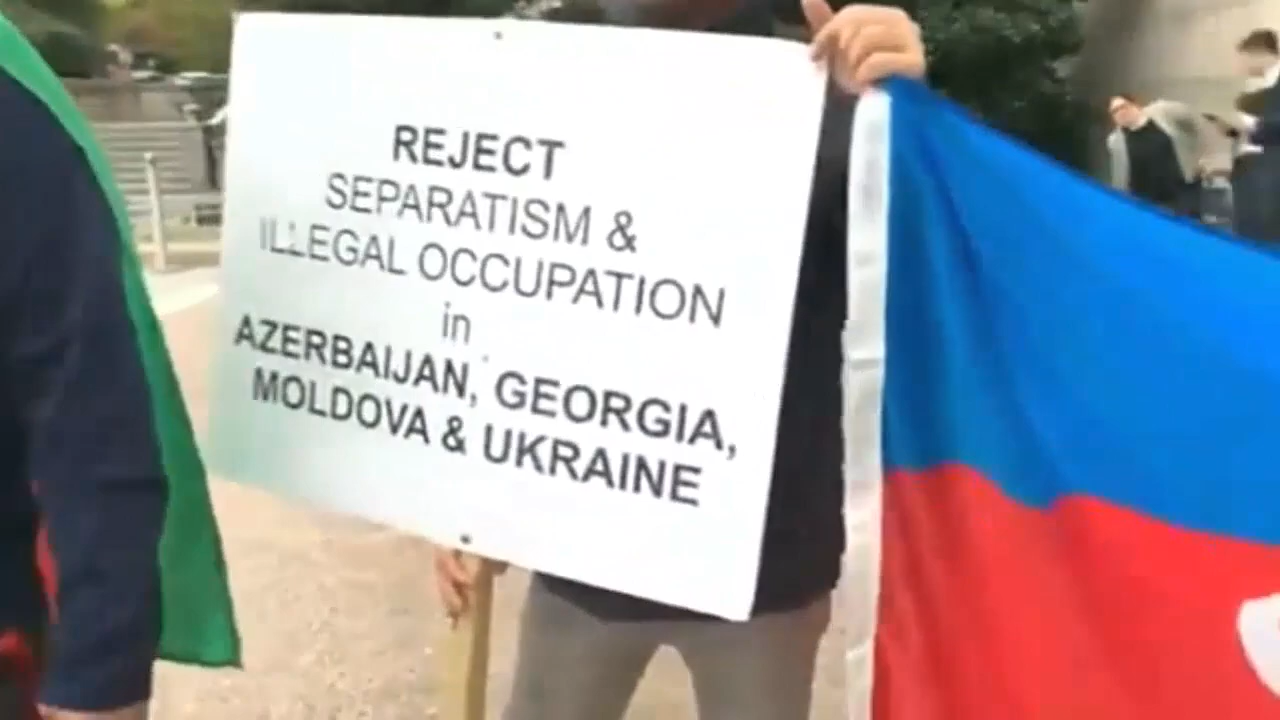 REJECT
SEPARATISM &
ILLEGAL OCCUPATION
in
AZERBAIJAN, GEORGIA,
MOLDOVA & UKRAINE